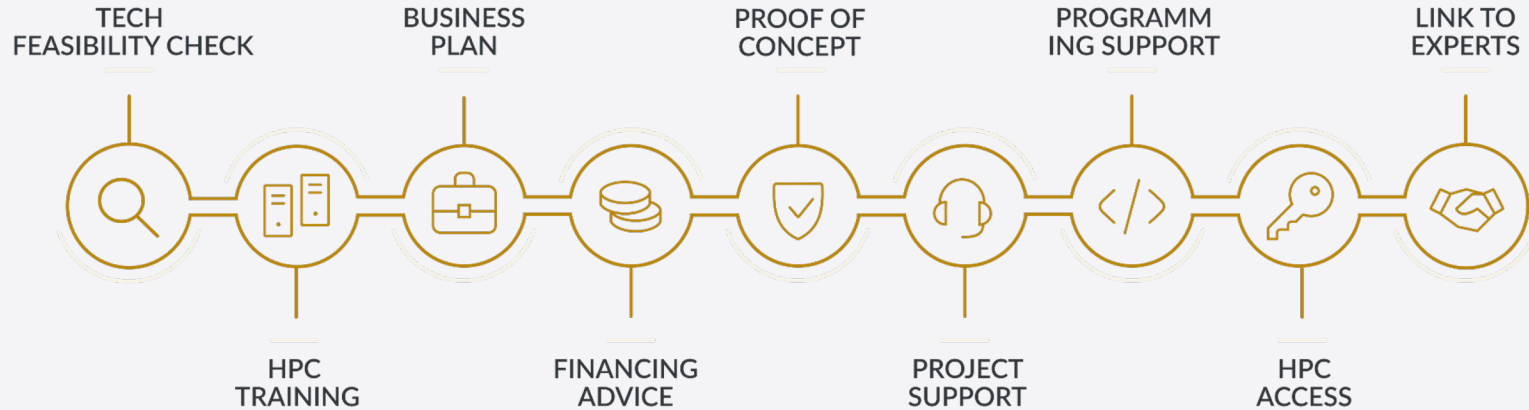 TECH
FEASIBILITY CHECK
BUSINESS
PLAN
PROOF OF
CONCEPT
PROGRAMM
ING SUPPORT
LINK TO
EXPERTS
HPC
TRAINING
FINANCING
ADVICE
PROJECT
SUPPORT
HPC
ACCESS